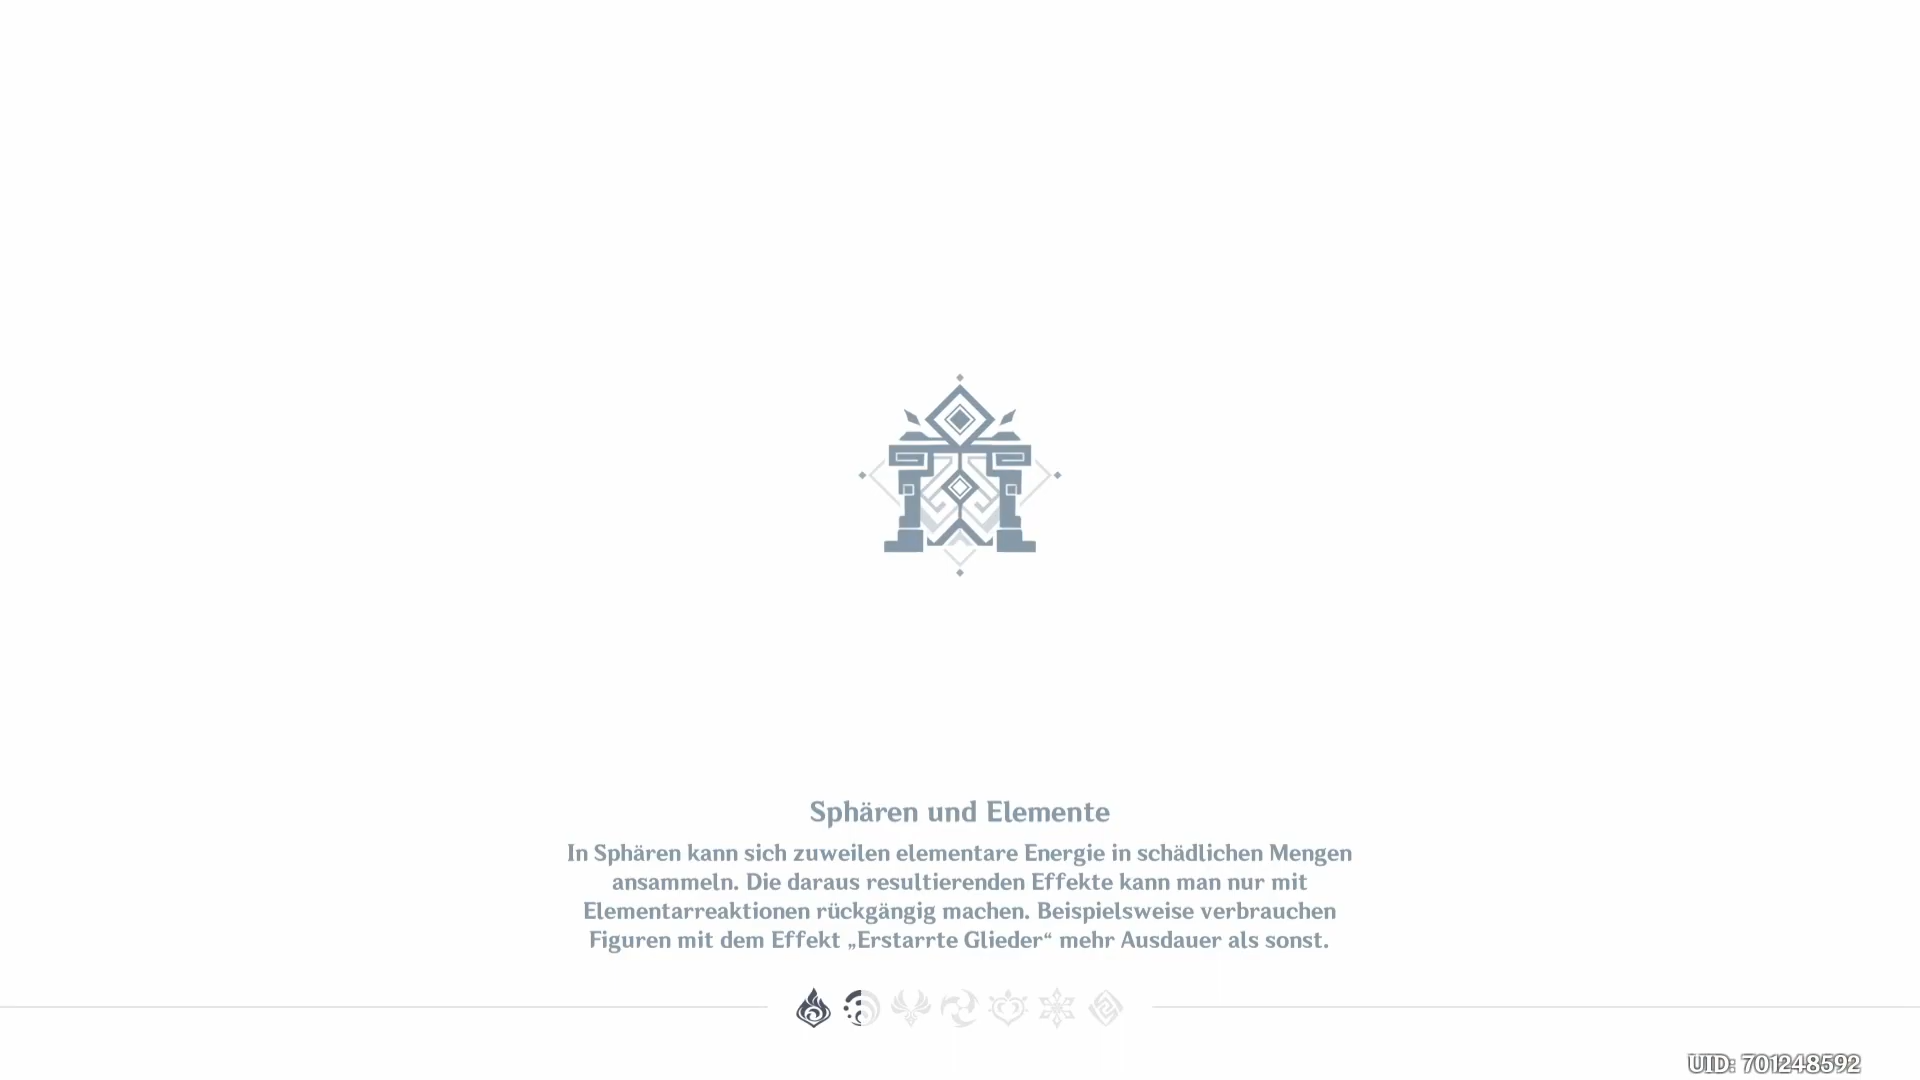 Sphären und Elemente
In Sphären kann sich zuweilen elementare Energie in schädlichen Mengen
ansammeln. Die daraus resultierenden Effekte kann man nur mit
Elementarreaktionen rückgängig machen. Beispielsweise verbrauchen
Figuren mit dem Effekt „Erstarrte Glieder“ mehr Ausdauer als sonst.
UID: 701248592